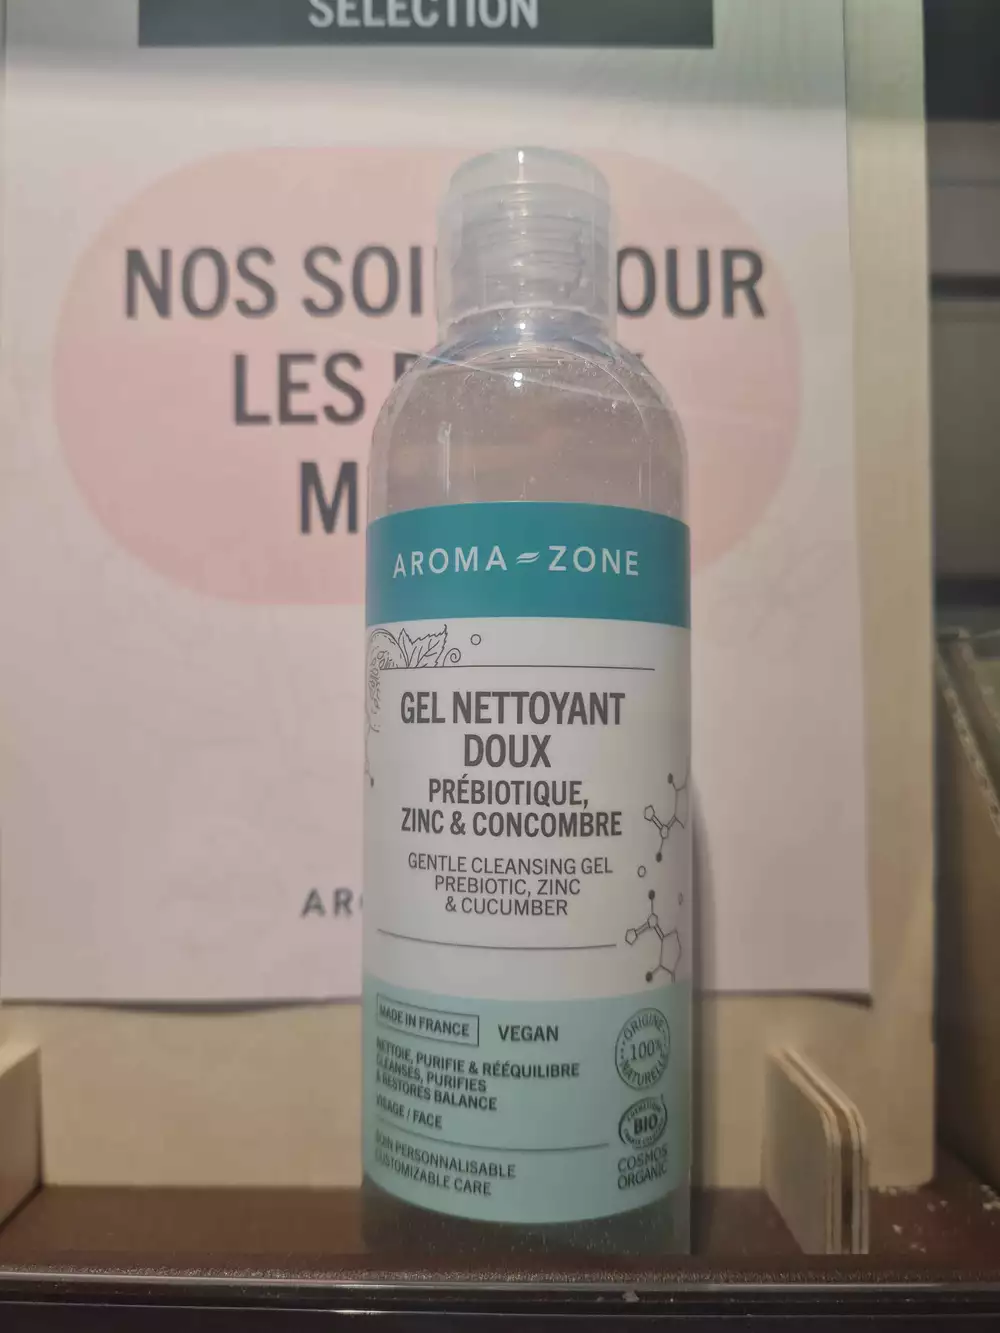 SÉLECTION
NOS SOI OUR
LES
M
ARO
AROMA ZONE
GEL NETTOYANT
DOUX
PRÉBIOTIQUE,
ZINC & CONCOMBRE
GENTLE CLEANSING GEL
PREBIOTIC, ZINC
& CUCUMBER
MADE IN FRANCE VEGAN
NETTOIE, PURIFIE & RÉÉQUILIBRE
CLEANSES, PURIFIES
& RESTORES BALANCE
VISAGE / FACE
SOIN PERSONNALISABLE
CUSTOMIZABLE CARE
ORIGINE
100%
NATURELLE
BIO
COSMOS
ORGANIC